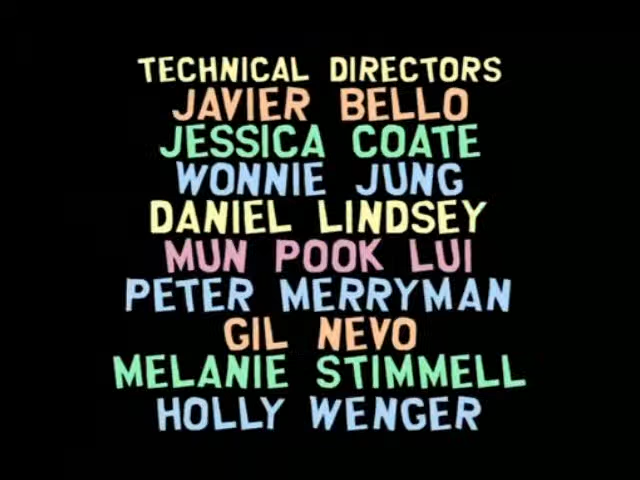 TECHNICAL DIRECTORS
JAVIER BELLO
JESSICA COATE
WONNIE JUNG
DANIEL LINDSEY
MUN POOK LUI
PETER MERRYMAN
GIL NEVO
MELANIE STIMMELL
HOLLY WENGER